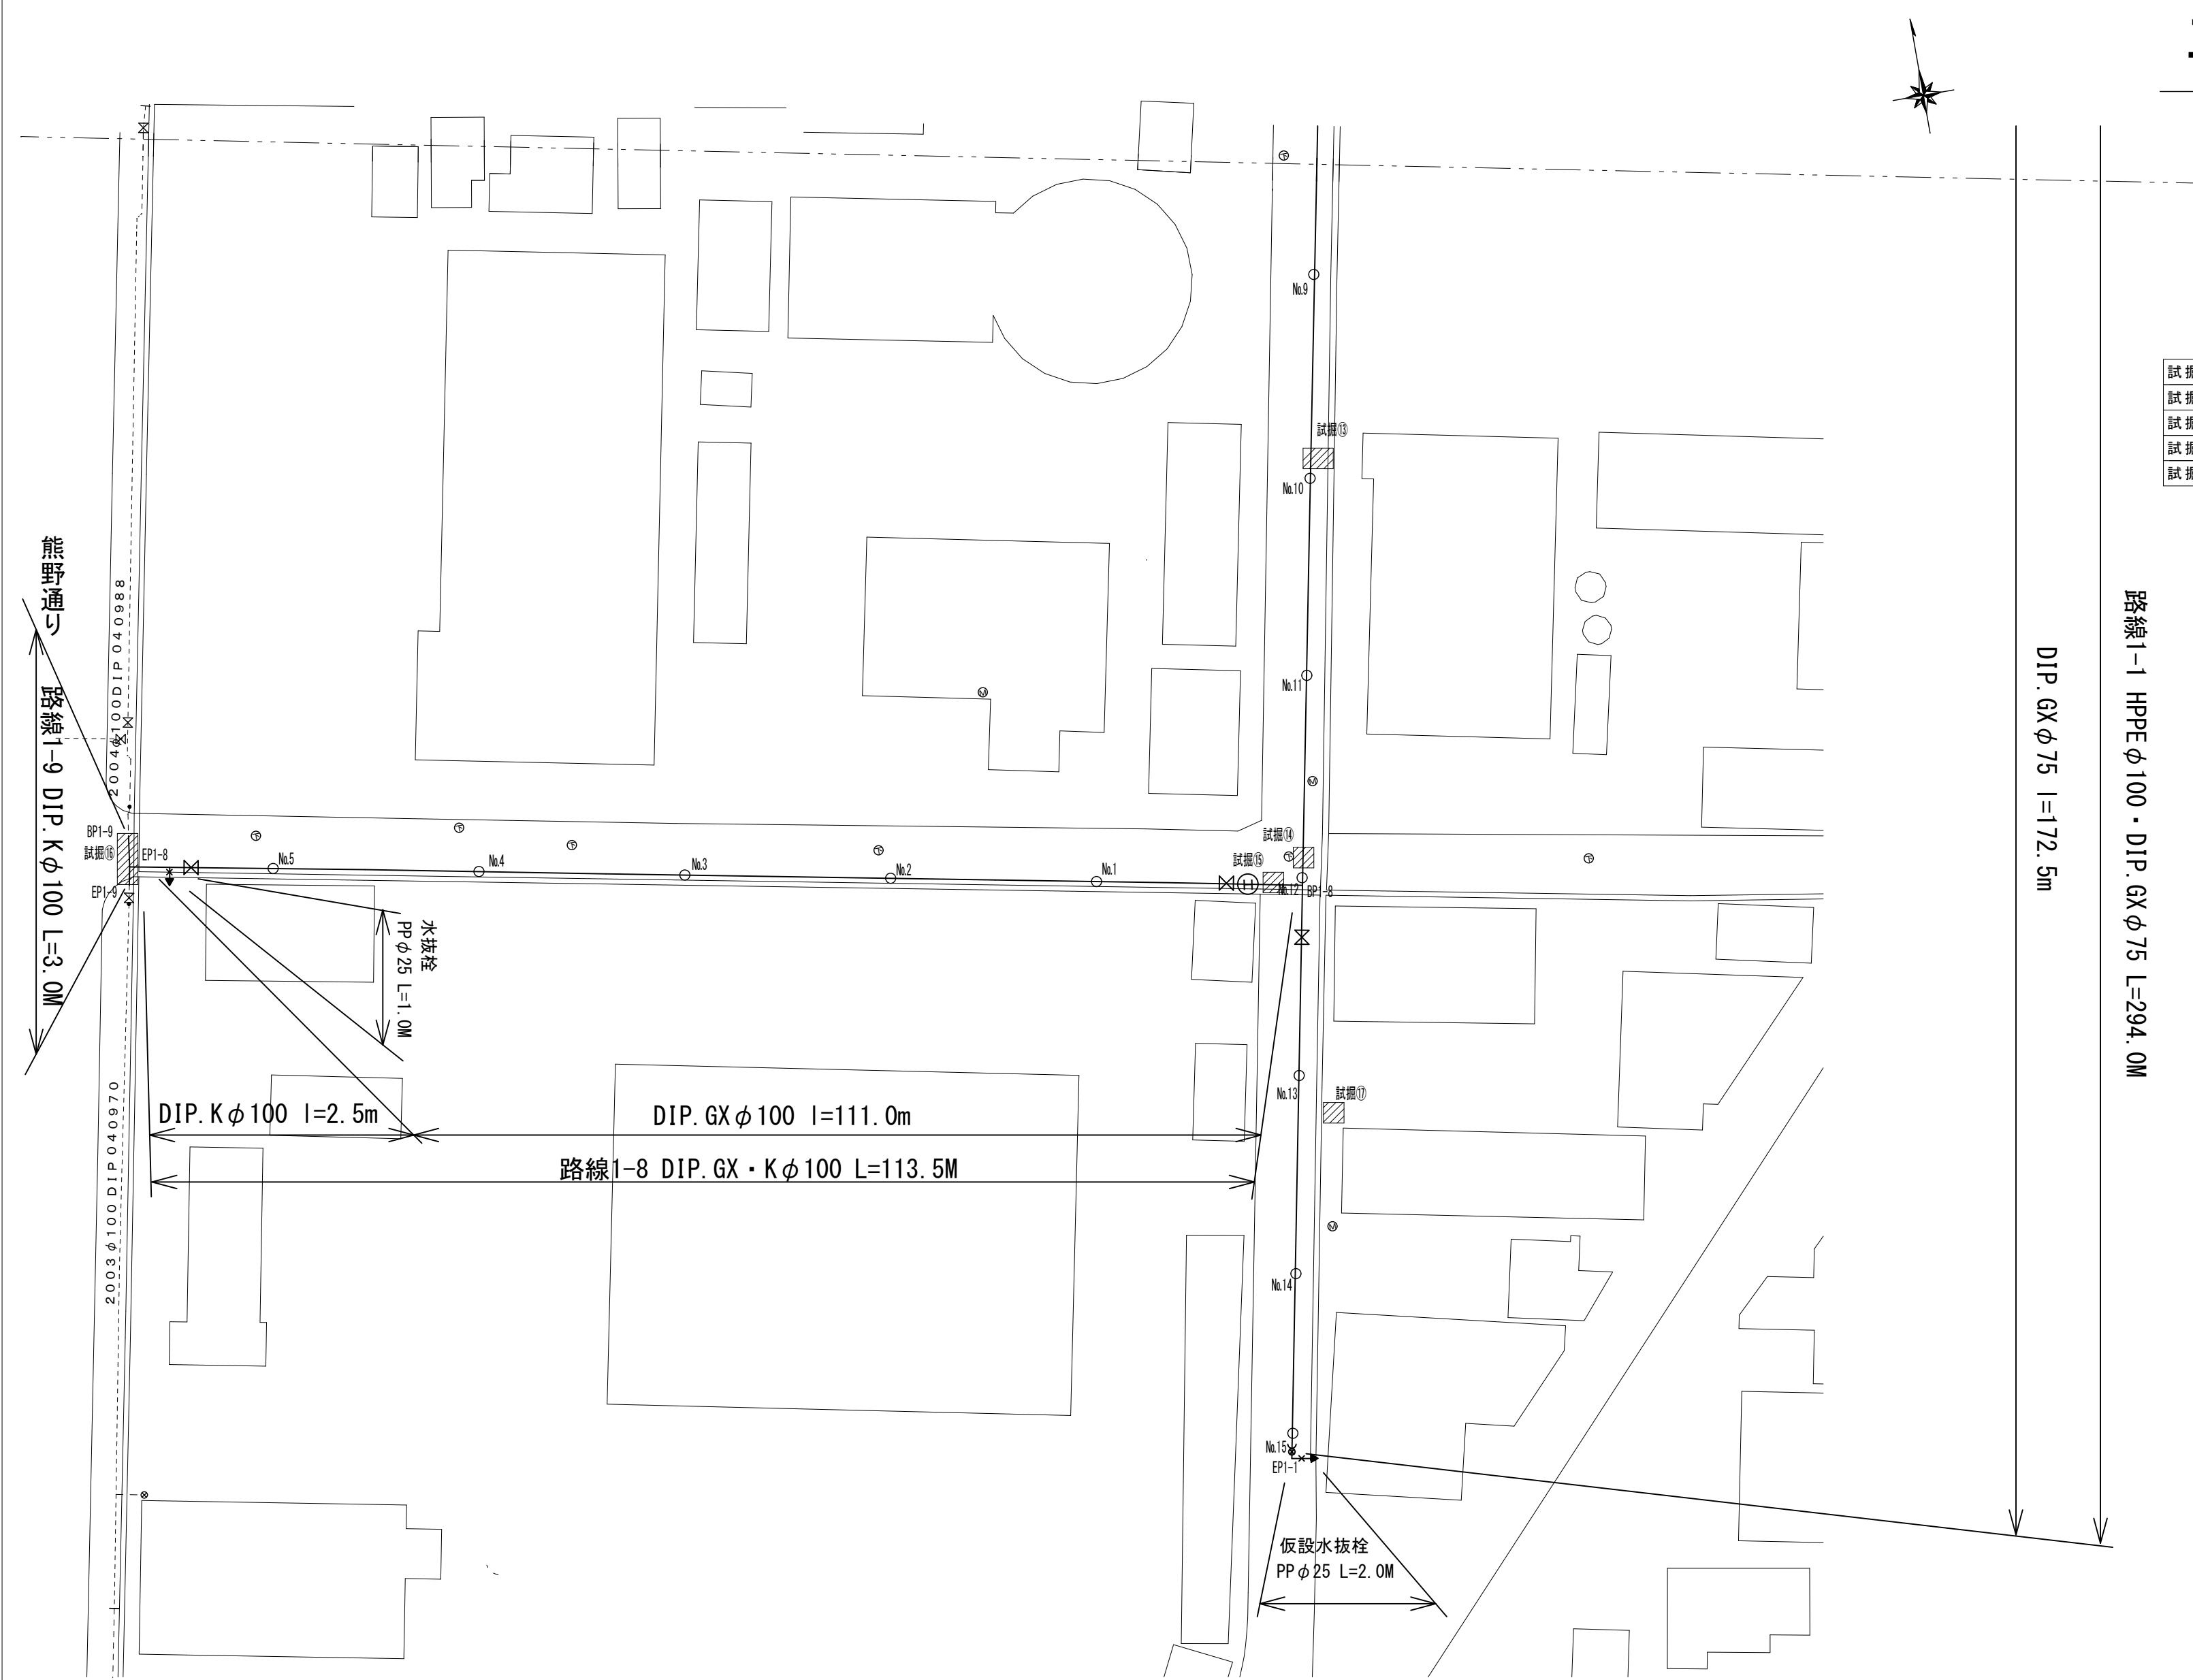 No.9
試掘⑬
No.10
No.11
試掘⑭
試掘⑮
No.12
BP1-8
No.13
試掘⑰
No.14
No.15
EP1-1
仮設水抜栓
PPφ25 L=2.0M
熊野通り
路線1-9 DIP.Kφ100 L=3.0M
2004φ100DIP040988
BP1-9
試掘⑯
EP1-8
EP1-9
No.5
No.4
No.3
No.2
No.1
水抜栓
PPφ25 L=1.0M
2003φ100DIP040970
DIP.Kφ100 l=2.5m
DIP.GXφ100 l=111.0m
路線1-8 DIP.GX・Kφ100 L=113.5M
DIP.GXφ75 l=172.5m
路線1-1 HPPEφ100・DIP.GXφ75 L=294.0M
H